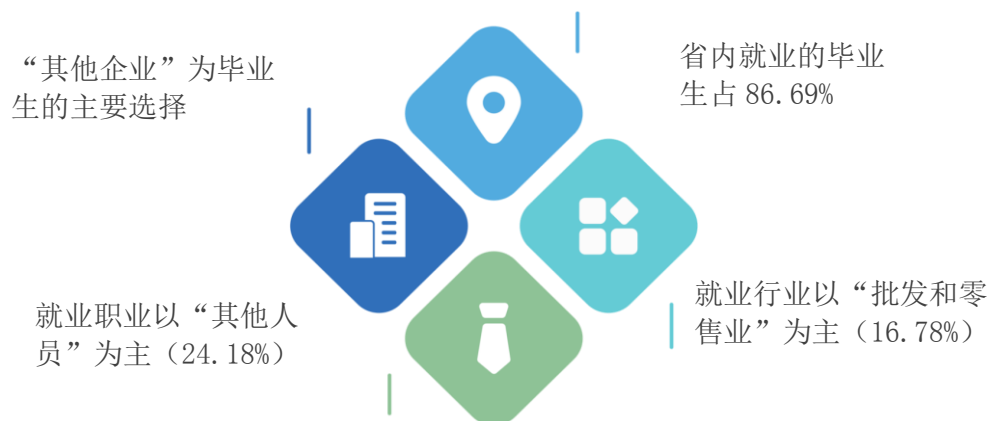 “其他企业”为毕业
生的主要选择
省内就业的毕业
生占 86.69%
就业职业以“其他人
员”为主（24.18%）
就业行业以“批发和零
售业”为主（16.78%）